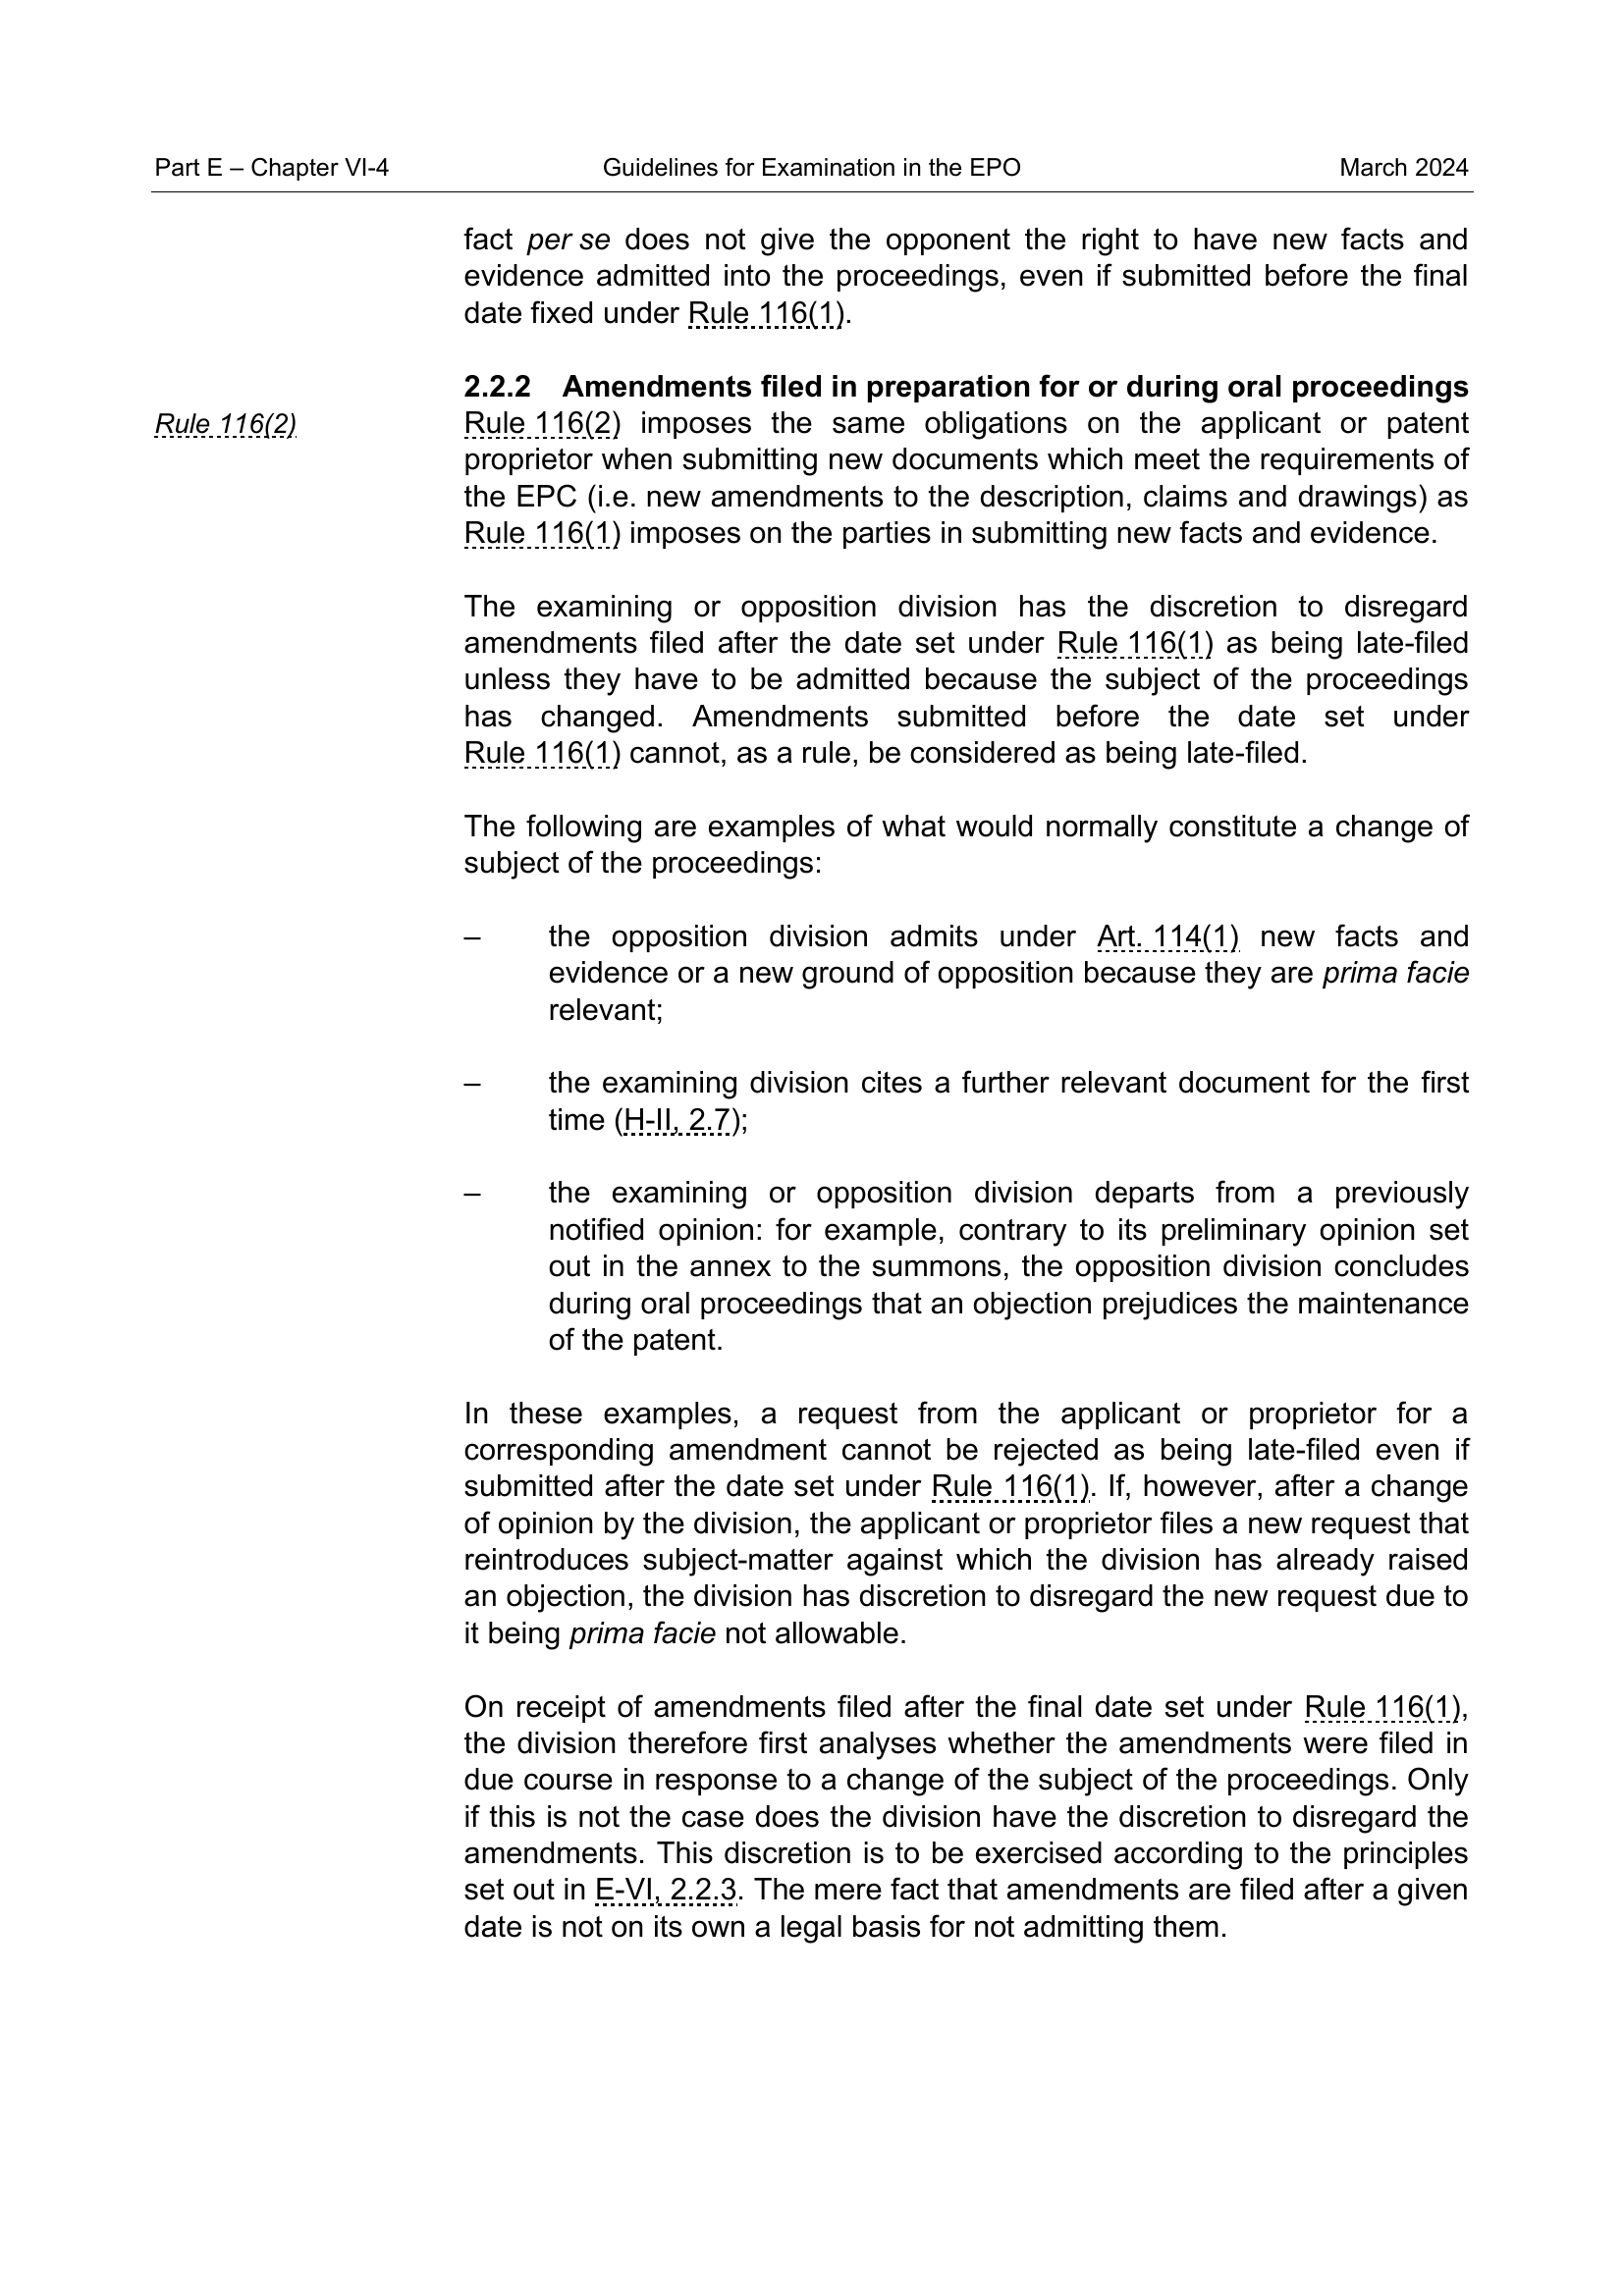 Part E – Chapter VI-4 Guidelines for Examination in the EPO March 2024
fact per se does not give the opponent the right to have new facts and
evidence admitted into the proceedings, even if submitted before the final
date fixed under Rule 116(1).
2.2.2 Amendments filed in preparation for or during oral proceedings
Rule 116(2)
Rule 116(2) imposes the same obligations on the applicant or patent
proprietor when submitting new documents which meet the requirements of
the EPC (i.e. new amendments to the description, claims and drawings) as
Rule 116(1) imposes on the parties in submitting new facts and evidence.
The examining or opposition division has the discretion to disregard
amendments filed after the date set under Rule 116(1) as being late-filed
unless they have to be admitted because the subject of the proceedings
has changed. Amendments submitted before the date set under
Rule 116(1) cannot, as a rule, be considered as being late-filed.
The following are examples of what would normally constitute a change of
subject of the proceedings:
– the opposition division admits under Art. 114(1) new facts and
evidence or a new ground of opposition because they are prima facie
relevant;
– the examining division cites a further relevant document for the first
time (H-II, 2.7);
– the examining or opposition division departs from a previously
notified opinion: for example, contrary to its preliminary opinion set
out in the annex to the summons, the opposition division concludes
during oral proceedings that an objection prejudices the maintenance
of the patent.
In these examples, a request from the applicant or proprietor for a
corresponding amendment cannot be rejected as being late-filed even if
submitted after the date set under Rule 116(1). If, however, after a change
of opinion by the division, the applicant or proprietor files a new request that
reintroduces subject-matter against which the division has already raised
an objection, the division has discretion to disregard the new request due to
it being prima facie not allowable.
On receipt of amendments filed after the final date set under Rule 116(1),
the division therefore first analyses whether the amendments were filed in
due course in response to a change of the subject of the proceedings. Only
if this is not the case does the division have the discretion to disregard the
amendments. This discretion is to be exercised according to the principles
set out in E-VI, 2.2.3. The mere fact that amendments are filed after a given
date is not on its own a legal basis for not admitting them.